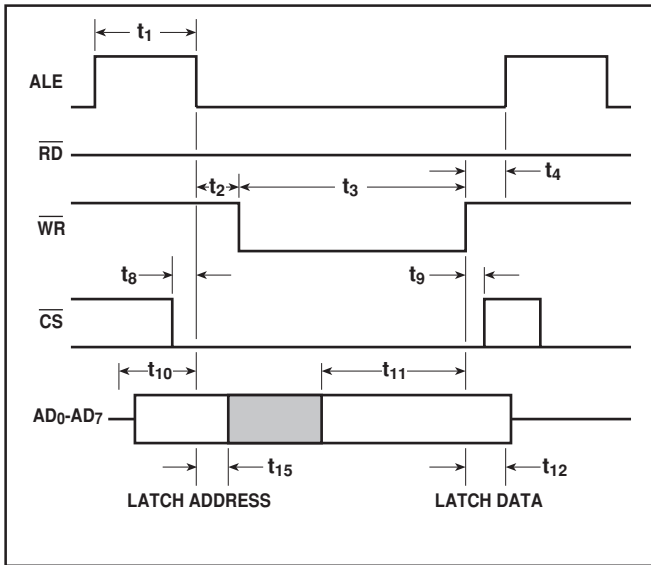 t1
ALE
RD
t2
t3
t4
WR
t8
t9
CS
t10
t11
AD0-AD7
t15
t12
LATCH ADDRESS
LATCH DATA